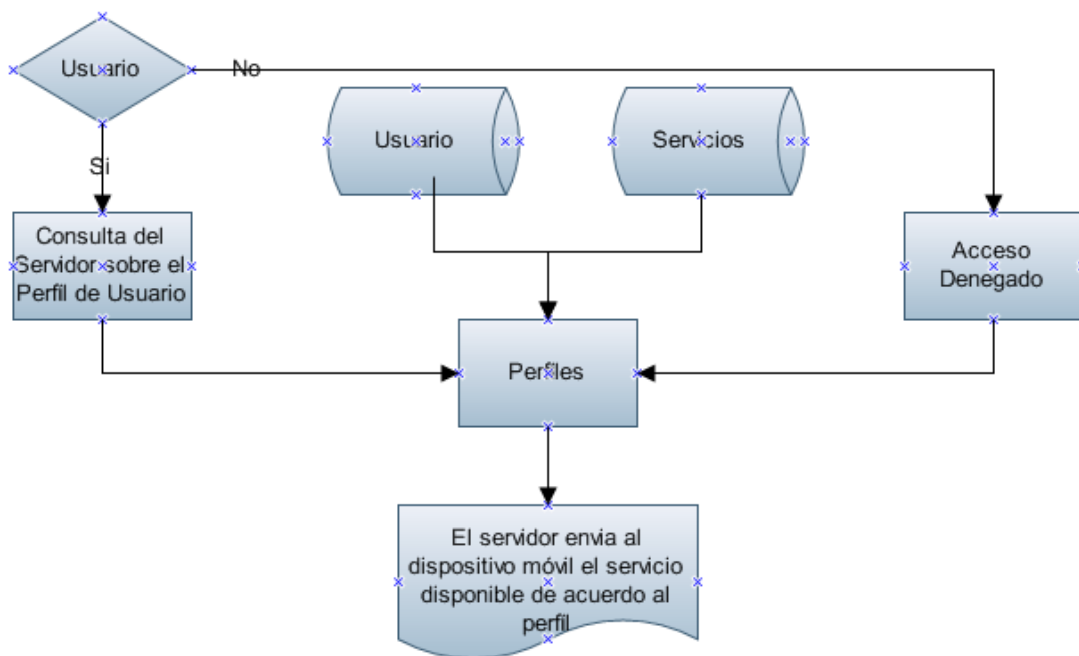 Usuario
No
Usuario
Servicios
Si
Consulta del
Servidor sobre el
Perfil de Usuario
Acceso
Denegado
Perfiles
El servidor envia al
dispositivo móvil el servicio
disponible de acuerdo al
perfil